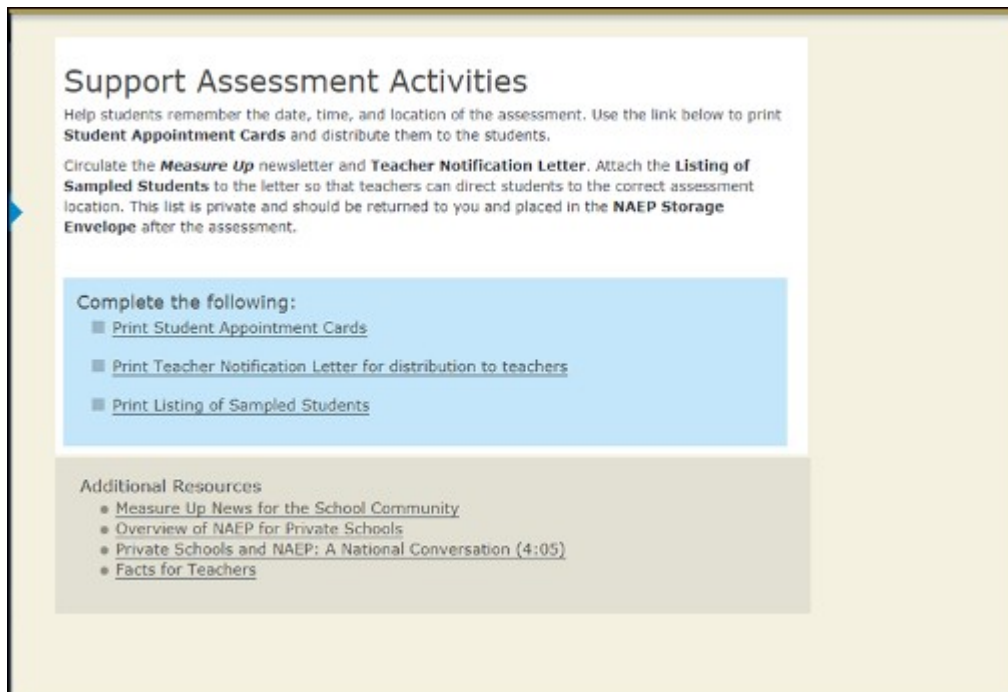 Support Assessment Activities
Help students remember the date, time, and location of the assessment. Use the link below to print
Student Appointment Cards and distribute them to the students.
Circulate the Measure Up newsletter and Teacher Notification Letter. Attach the Listing of
Sampled Students to the letter so that teachers can direct students to the correct assessment
location. This list is private and should be returned to you and placed in the NAEP Storage
Envelope after the assessment.
Complete the following:
Print Student Appointment Cards
Print Teacher Notification Letter for distribution to teachers
Print Listing of Sampled Students
Additional Resources
Measure Up News for the School Community
Overview of NAEP for Private Schools
Private Schools and NAEP: A National Conversation (4:05)
Facts for Teachers